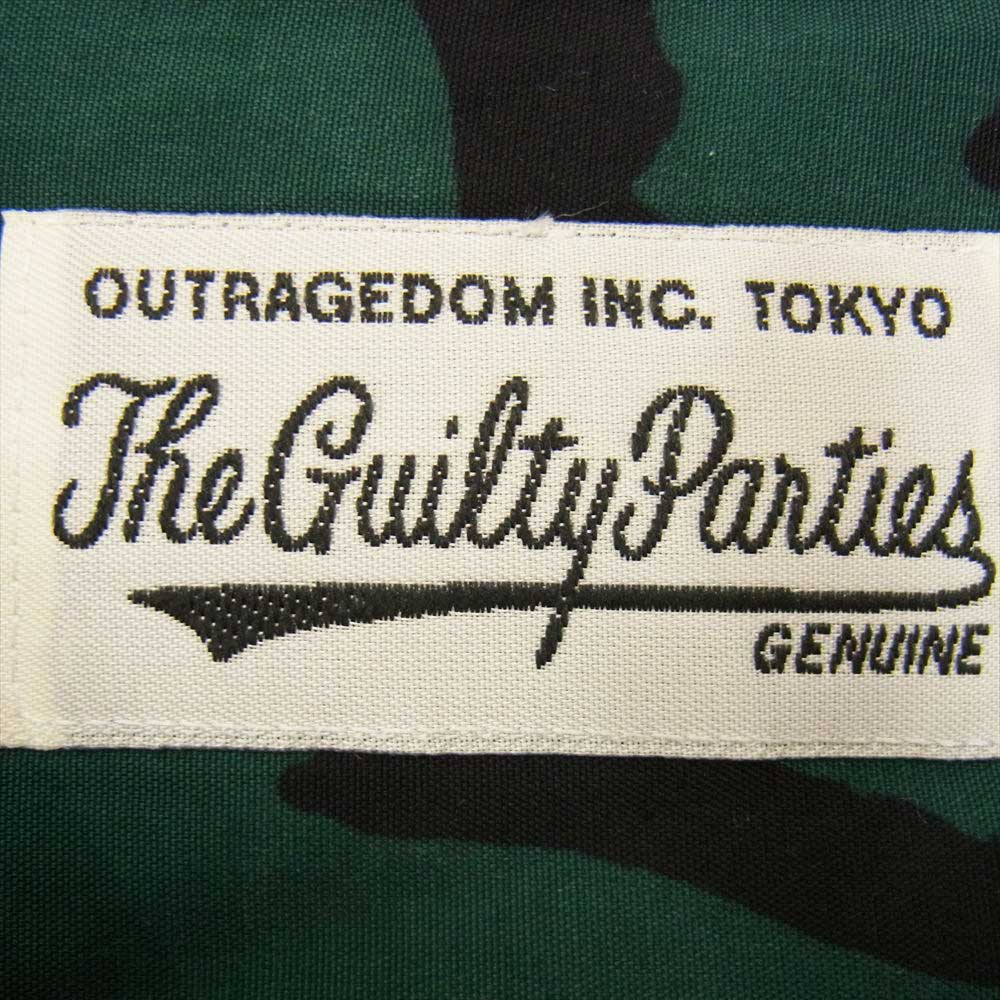 OUTRAGEDOM INC. TOKYO
The Guilty Parties
GENUINE